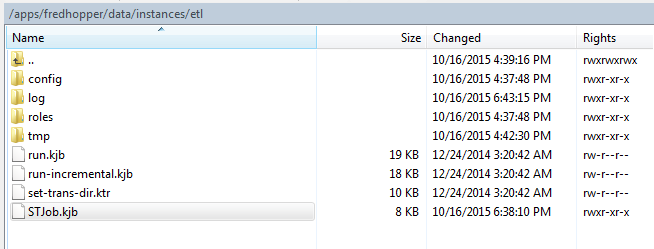 /apps/fredhopper/data/instances/etl
Name Size Changed Rights
.. 10/16/2015 4:39:16 PM rwxrwxrwx
config 10/16/2015 4:37:48 PM rwxr-xr-x
log 10/16/2015 6:43:15 PM rwxr-xr-x
roles 10/16/2015 4:37:48 PM rwxr-xr-x
tmp 10/16/2015 4:42:30 PM rwxr-xr-x
run.kjb 19 KB 12/24/2014 3:20:42 AM rw-r--r--
run-incremental.kjb 18 KB 12/24/2014 3:20:42 AM rw-r--r--
set-trans-dir.ktr 10 KB 12/24/2014 3:20:42 AM rw-r--r--
STJob.kjb 8 KB 10/16/2015 6:38:10 PM rwxr-xr-x